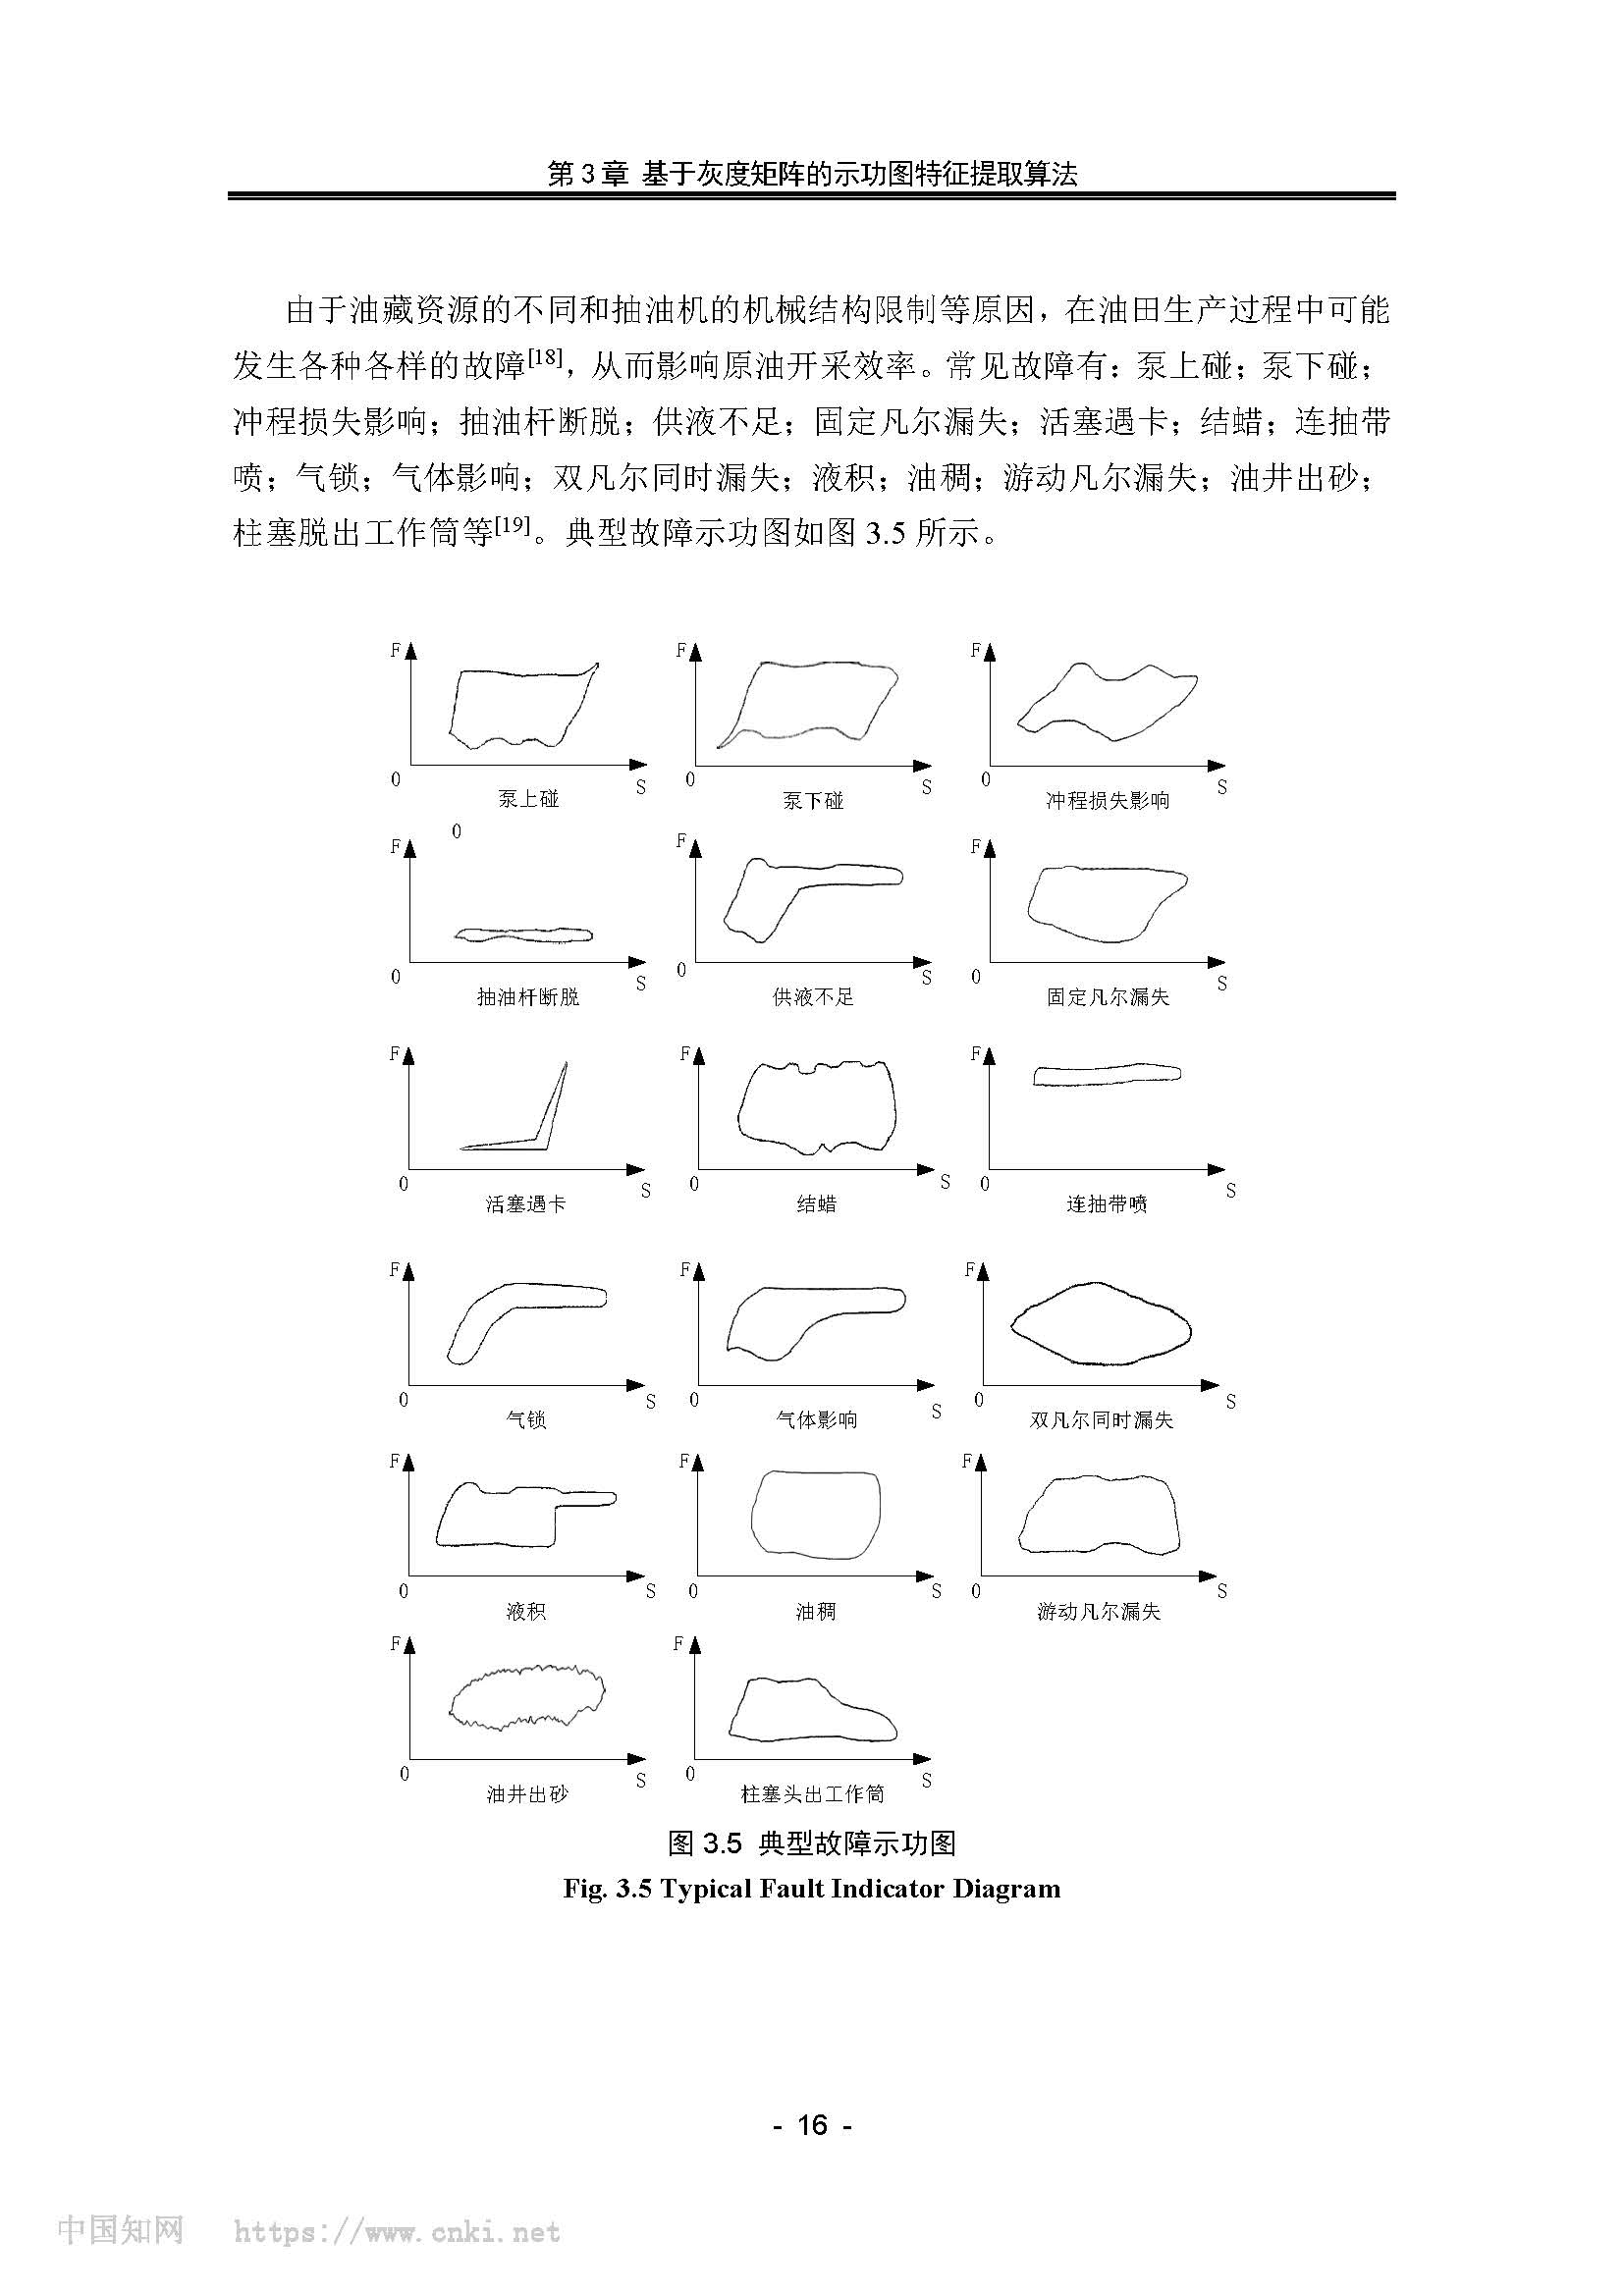 第 3 章 基于灰度矩阵的示功图特征提取算法
由于油藏资源的不同和抽油机的机械结构限制等原因，在油田生产过程中可能
发生各种各样的故障[18]，从而影响原油开采效率。常见故障有：泵上碰；泵下碰；
冲程损失影响；抽油杆断脱；供液不足；固定凡尔漏失；活塞遇卡；结蜡；连抽带
喷；气锁；气体影响；双凡尔同时漏失；液积；油稠；游动凡尔漏失；油井出砂；
柱塞脱出工作筒等[19]。典型故障示功图如图 3.5 所示。
F F F
0 S 0 S 0 S
泵上碰 泵下碰 冲程损失影响
0
F F F
0 S 0 S 0 S
抽油杆断脱 供液不足 固定凡尔漏失
F F F
0 S 0 S 0 S
活塞遇卡 结蜡 连抽带喷
F F F
0 S 0 S 0 S
气锁 气体影响 双凡尔同时漏失
F F F
0 S 0 S 0 S
液积 油稠 游动凡尔漏失
F F
0 S 0 S
油井出砂 柱塞头出工作筒
图 3.5 典型故障示功图
Fig. 3.5 Typical Fault Indicator Diagram
- 16 -
中国知网 https://www.cnki.net